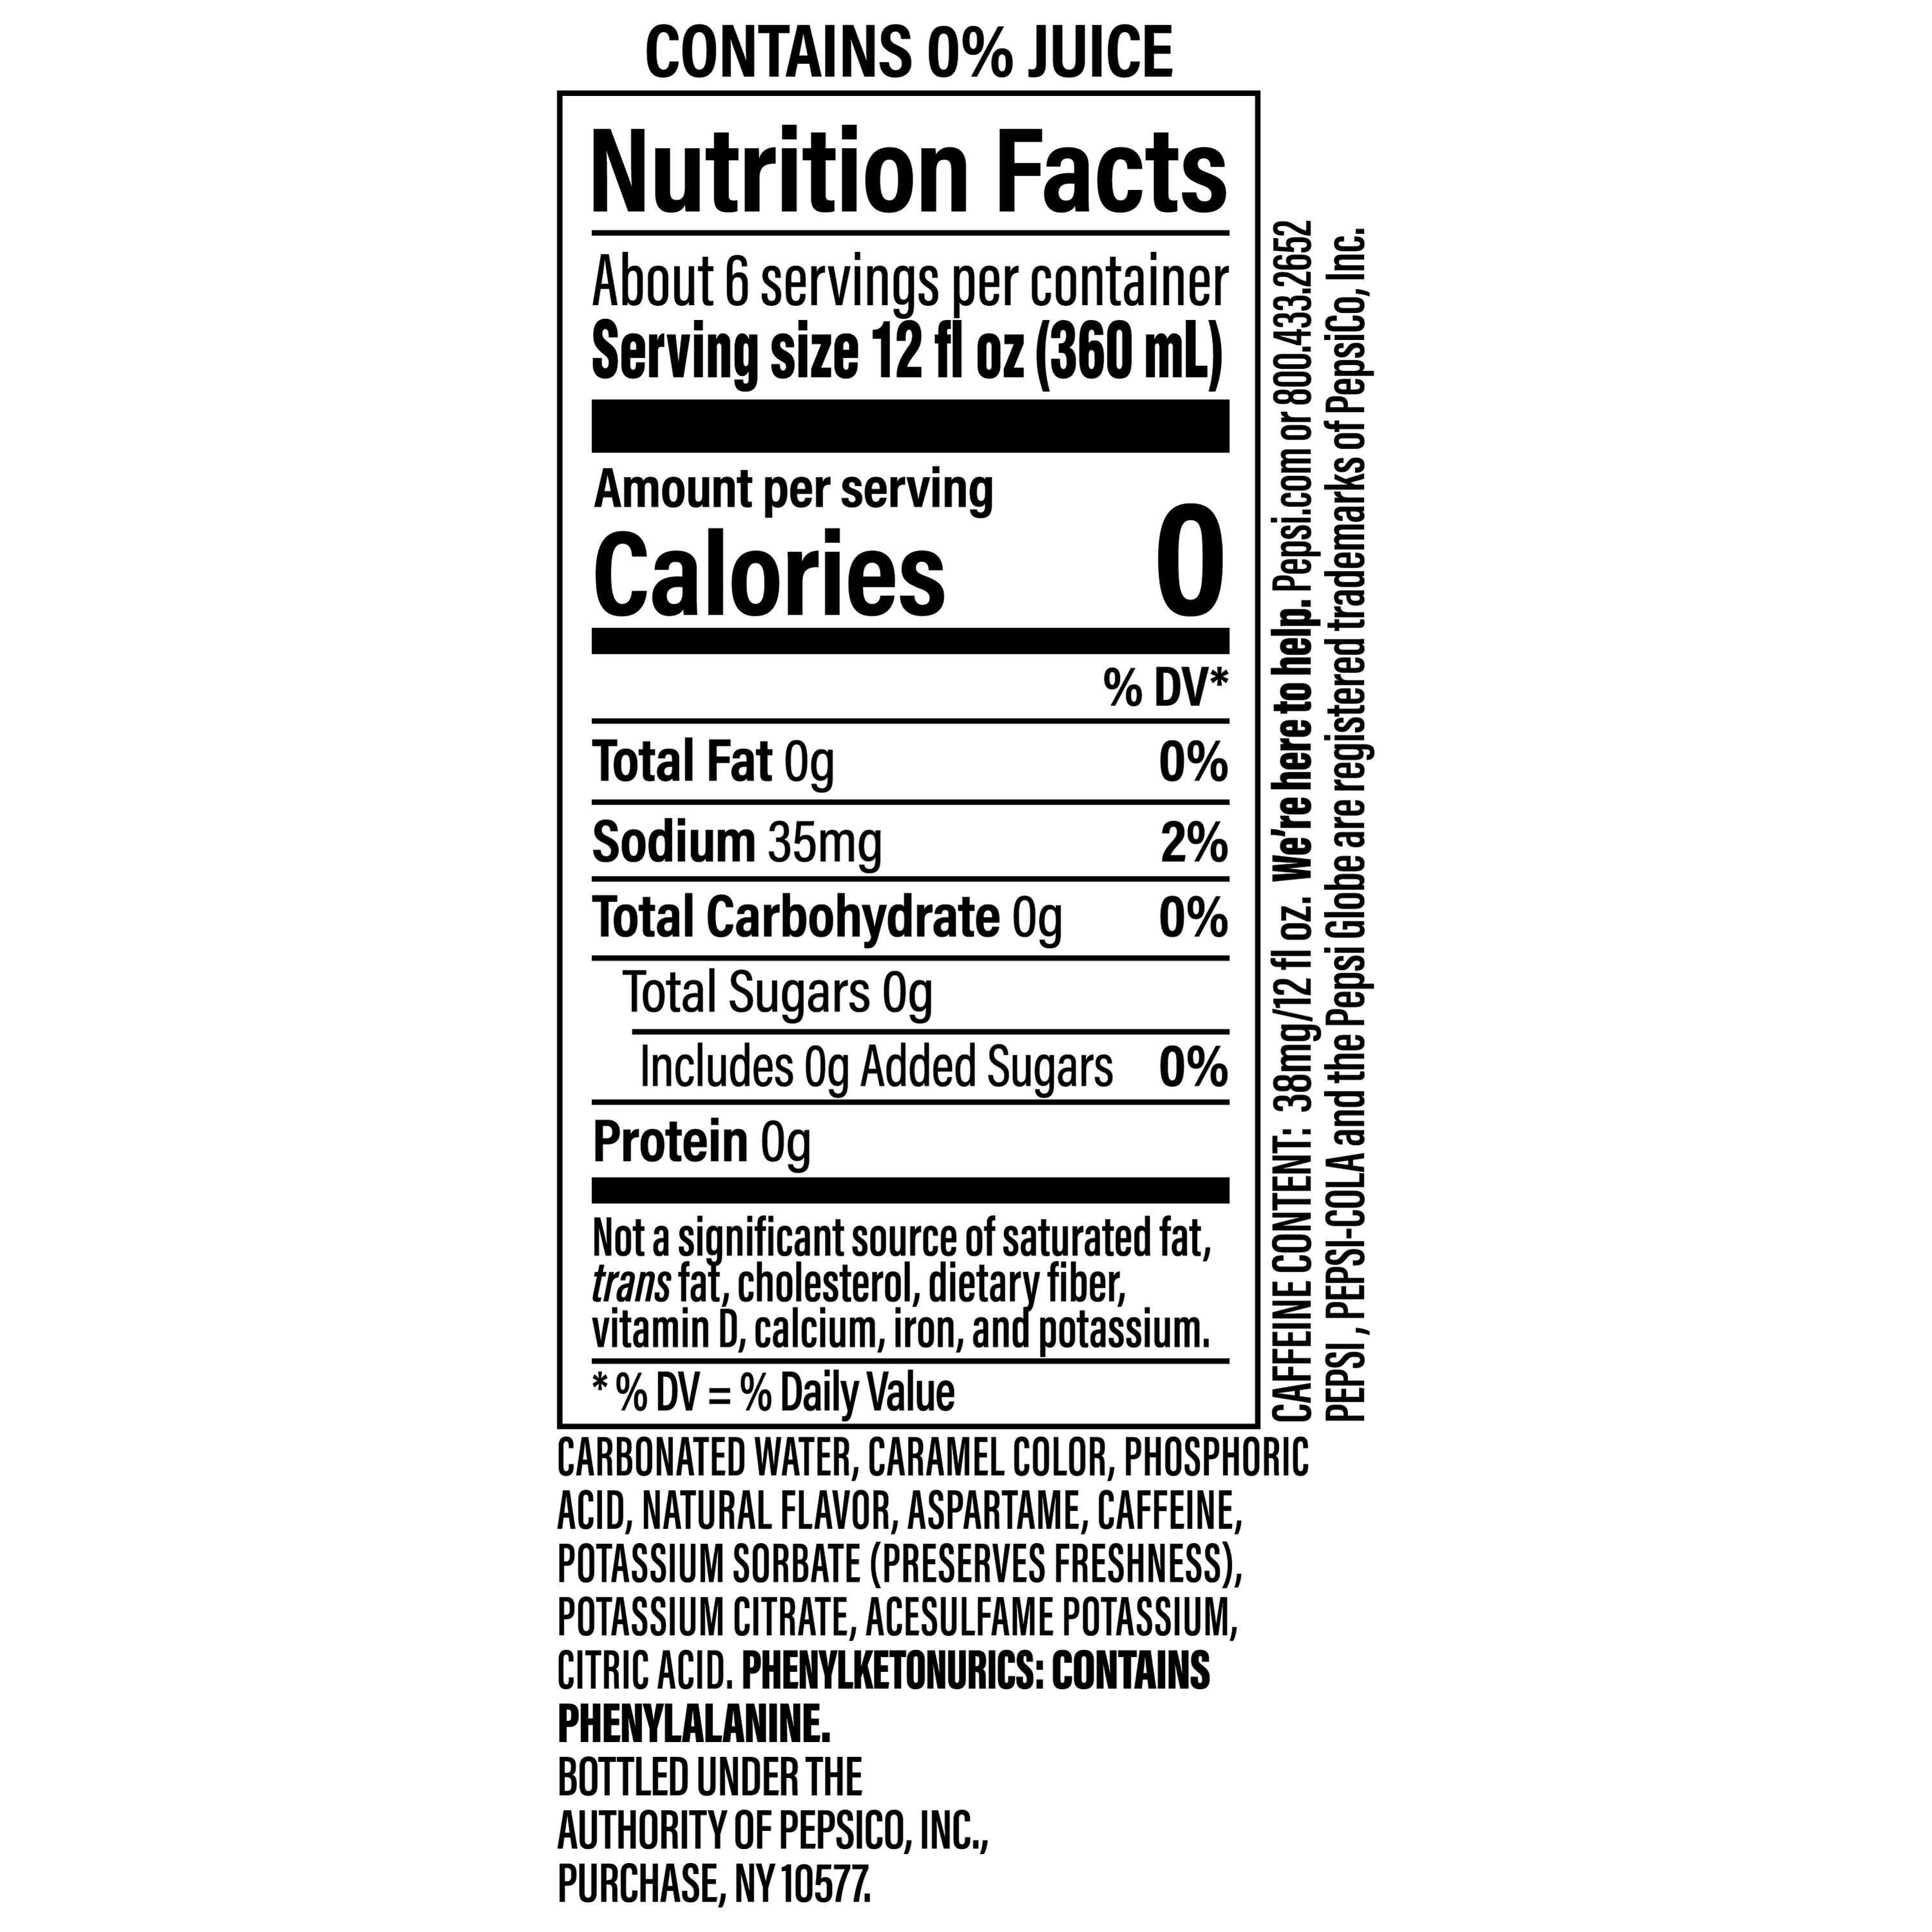 CONTAINS 0% JUICE
Nutrition Facts
About 6 servings per container
Serving size 12 fl oz (360 mL)
Amount per serving
Calories 0
% DV*
Total Fat 0g 0%
Sodium 35mg 2%
Total Carbohydrate 0g 0%
Total Sugars 0g
Includes 0g Added Sugars 0%
Protein 0g
Not a significant source of saturated fat,
trans fat, cholesterol, dietary fiber,
vitamin D, calcium, iron, and potassium.
* % DV = % Daily Value
CARBONATED WATER, CARAMEL COLOR, PHOSPHORIC
ACID, NATURAL FLAVOR, ASPARTAME, CAFFEINE,
POTASSIUM SORBATE (PRESERVES FRESHNESS),
POTASSIUM CITRATE, ACESULFAME POTASSIUM,
CITRIC ACID. PHENYLKETONURICS: CONTAINS
PHENYLALANINE.
BOTTLED UNDER THE
AUTHORITY OF PEPSICO, INC.,
PURCHASE, NY 10577.
CAFFEINE CONTENT: 38mg/12 fl oz. We're here to help. Pepsi.com or 800.433.2652
PEPSI , PEPSI-COLA and the Pepsi Globe are registered trademarks of PepsiCo, Inc.